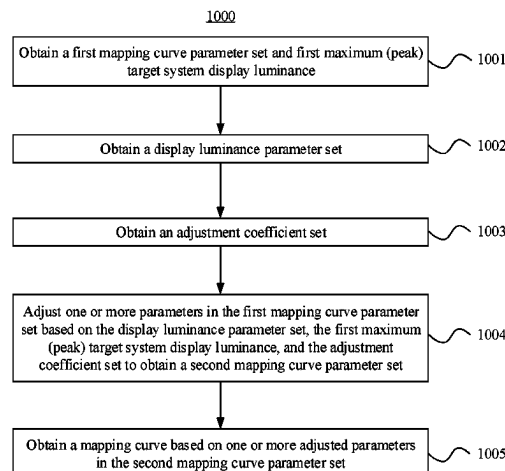 1000
Obtain a first mapping curve parameter set and first maximum (peak)
target system display luminance
1001
Obtain a display luminance parameter set
1002
Obtain an adjustment coefficient set
1003
Adjust one or more parameters in the first mapping curve parameter
set based on the display luminance parameter set, the first maximum
(peak) target system display luminance, and the adjustment
coefficient set to obtain a second mapping curve parameter set
1004
Obtain a mapping curve based on one or more adjusted parameters
in the second mapping curve parameter set
1005